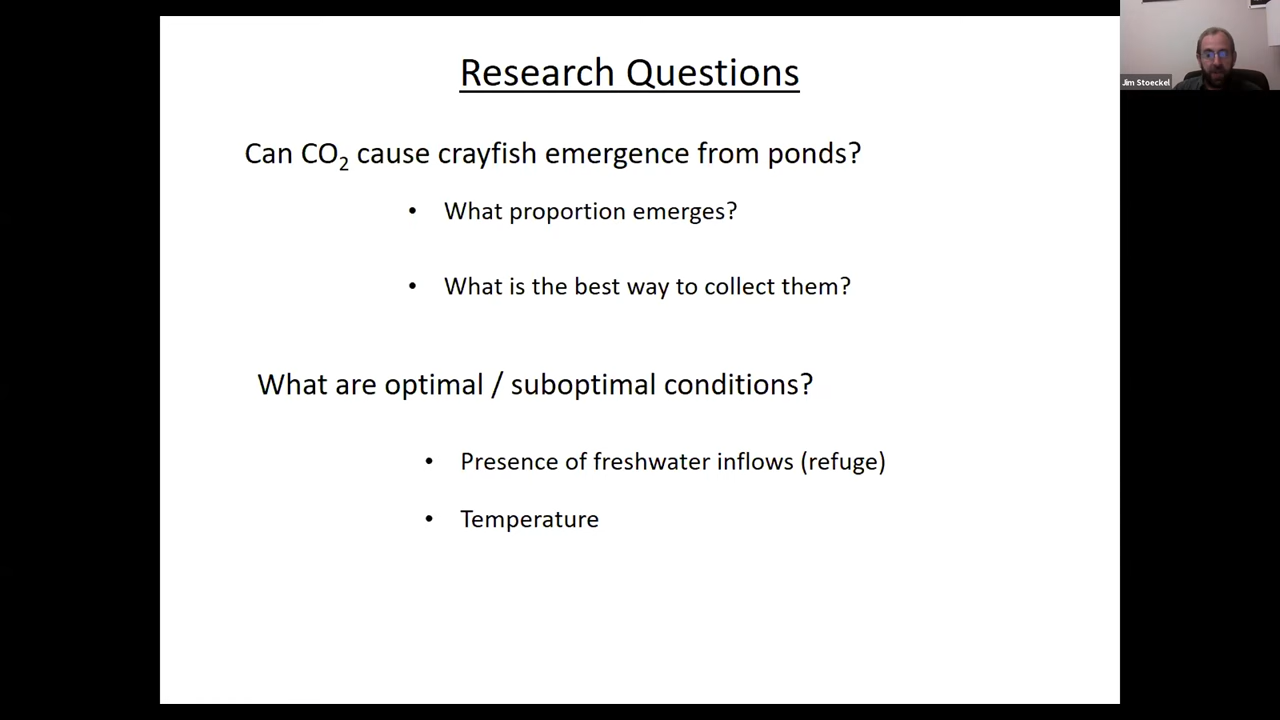 Research Questions
Jim Stoeckel
Can CO₂ cause crayfish emergence from ponds?
• What proportion emerges?
• What is the best way to collect them?
What are optimal / suboptimal conditions?
• Presence of freshwater inflows (refuge)
• Temperature